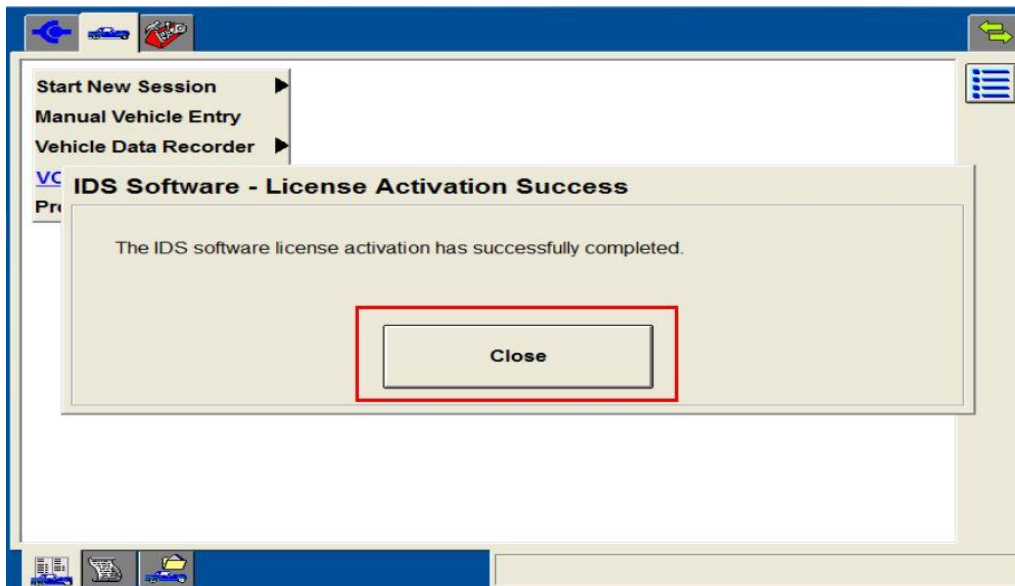 Start New Session
Manual Vehicle Entry
Vehicle Data Recorder
IDS Software - License Activation Success
The IDS software license activation has successfully completed.
Close